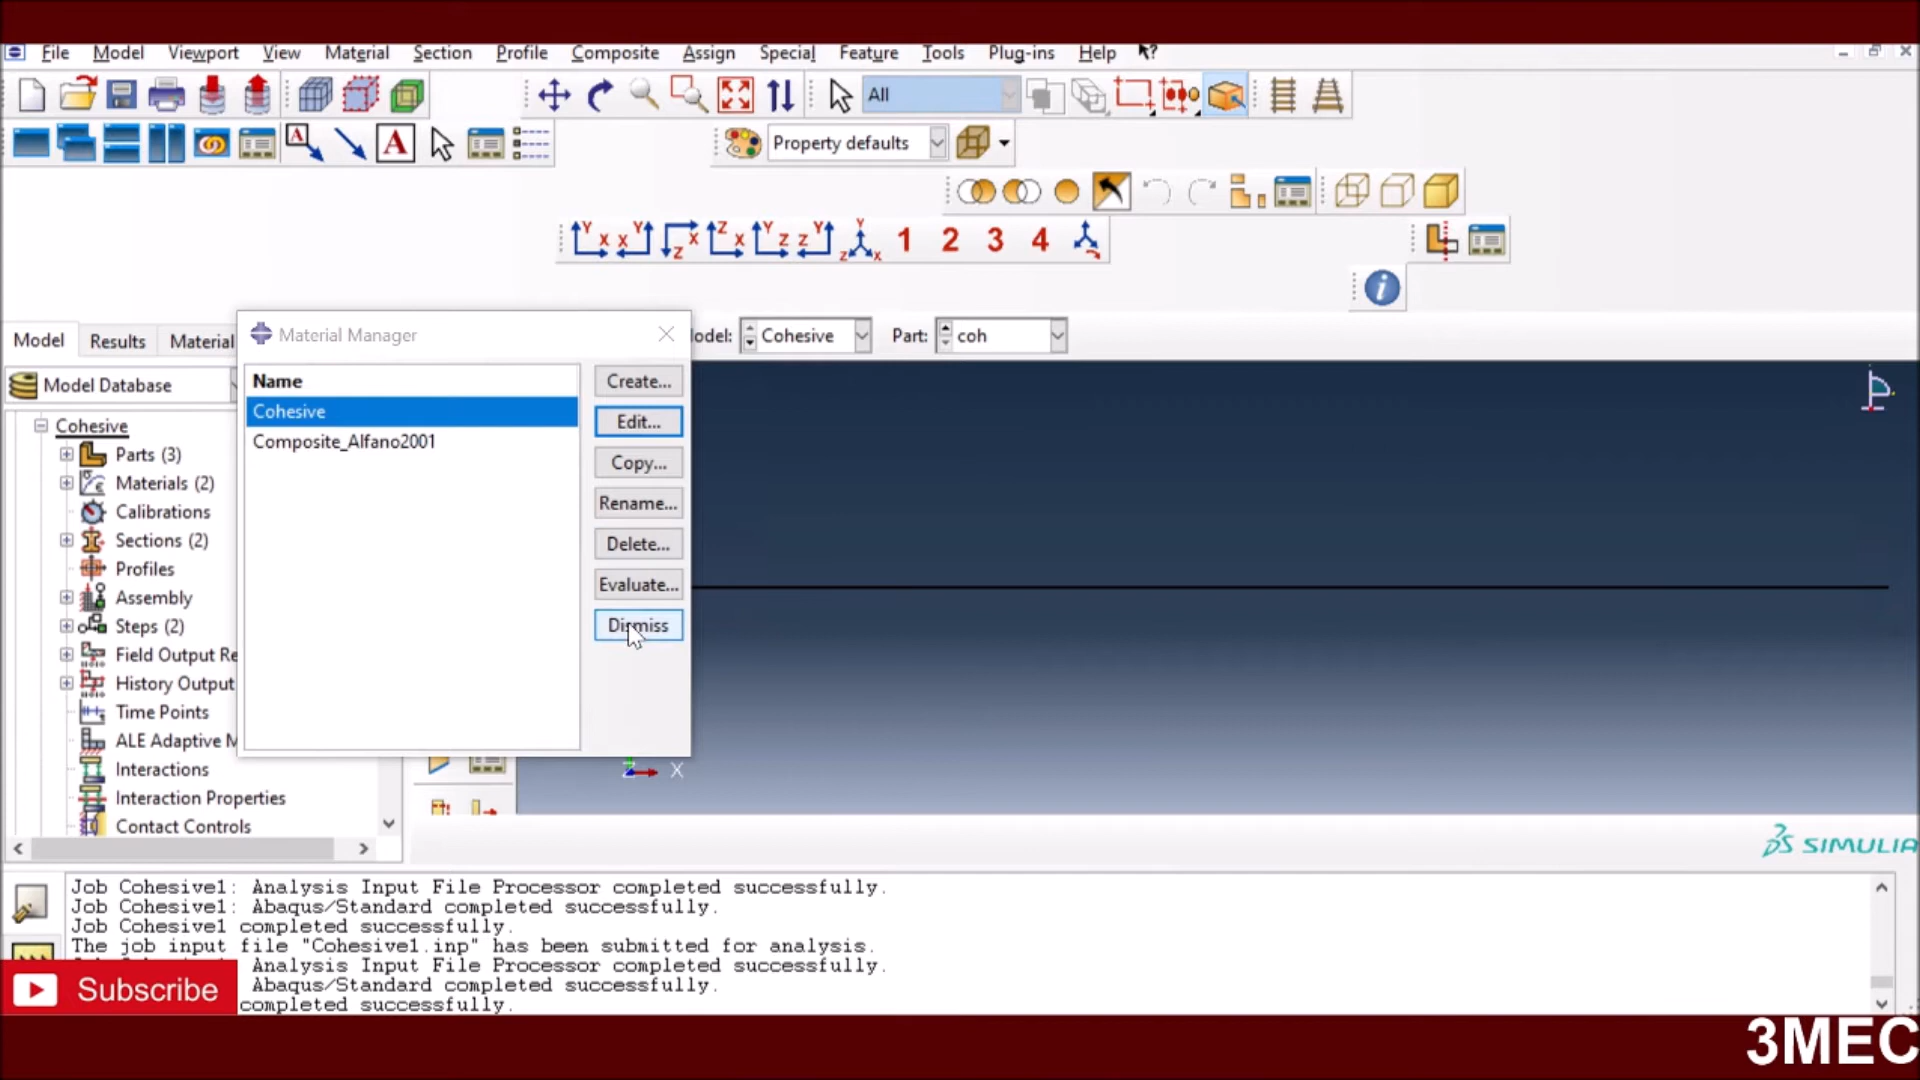 File Model Viewport View Material Section Profile Composite Assign Special Feature Tools Plug-ins Help
All
A A Property defaults
Y X X Y Z X Z X Y Z Z Y Y Z X 1 2 3 4
i
Model Results Material
Material Manager
odel: Cohesive Part: coh
Model Database
Name
Create...
Cohesive
Edit...
Composite_Alfano2001
Copy...
Rename...
Delete...
Evaluate...
Dismiss
Cohesive
Parts (3)
Materials (2)
Calibrations
Sections (2)
Profiles
Assembly
Steps (2)
Field Output Re
History Output
Time Points
ALE Adaptive M
Interactions
Interaction Properties
Contact Controls
X
SIMULIA
Job Cohesive1: Analysis Input File Processor completed successfully.
Job Cohesive1: Abaqus/Standard completed successfully.
Job Cohesive1 completed successfully.
The job input file "Cohesive1.inp" has been submitted for analysis.
Analysis Input File Processor completed successfully.
Abaqus/Standard completed successfully.
completed successfully.
Subscribe
3MEC